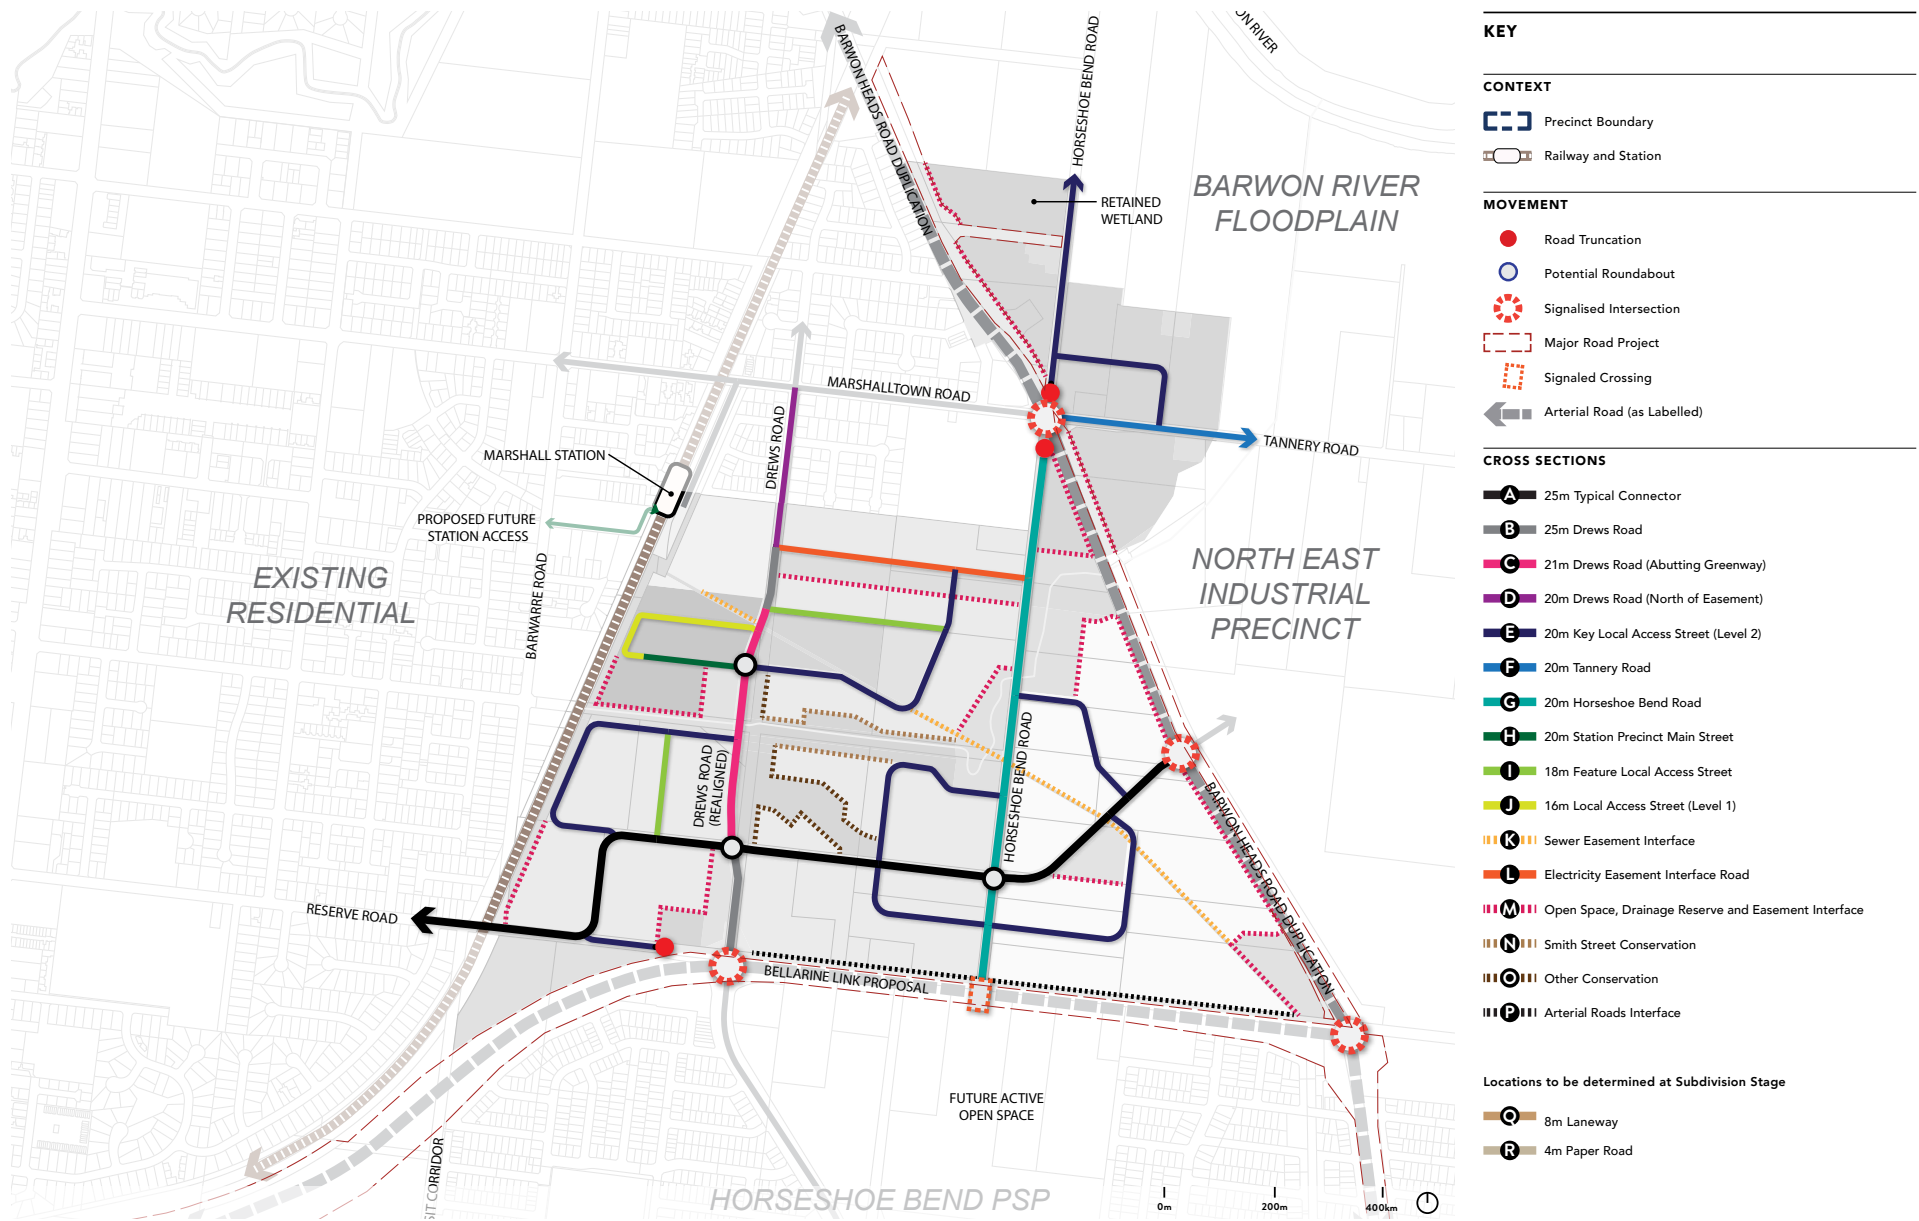 BARWON HEADS ROAD DUPLICATION
HORSESHOE BEND ROAD
ON RIVER
BARWON RIVER
FLOODPLAIN
RETAINED
WETLAND
MARSHALLTOWN ROAD
DREWS ROAD
TANNERY ROAD
MARSHALL STATION
PROPOSED FUTURE
STATION ACCESS
EXISTING
RESIDENTIAL
BARWARRE ROAD
NORTH EAST
INDUSTRIAL
PRECINCT
DREWS ROAD
(REALIGNED)
HORSESHOE BEND ROAD
HORSESHOE BEND ROAD
BARWON HEADS ROAD DUPLICATION
RESERVE ROAD
BELLARINE LINK PROPOSAL
FUTURE ACTIVE
OPEN SPACE
SIT CORRIDOR
HORSESHOE BEND PSP
0m
200m
400km
KEY
CONTEXT
Precinct Boundary
Railway and Station
MOVEMENT
Road Truncation
Potential Roundabout
Signalised Intersection
Major Road Project
Signaled Crossing
Arterial Road (as Labelled)
CROSS SECTIONS
A 25m Typical Connector
B 25m Drews Road
C 21m Drews Road (Abutting Greenway)
D 20m Drews Road (North of Easement)
E 20m Key Local Access Street (Level 2)
F 20m Tannery Road
G 20m Horseshoe Bend Road
H 20m Station Precinct Main Street
I 18m Feature Local Access Street
J 16m Local Access Street (Level 1)
K Sewer Easement Interface
L Electricity Easement Interface Road
M Open Space, Drainage Reserve and Easement Interface
N Smith Street Conservation
O Other Conservation
P Arterial Roads Interface
Locations to be determined at Subdivision Stage
Q 8m Laneway
R 4m Paper Road